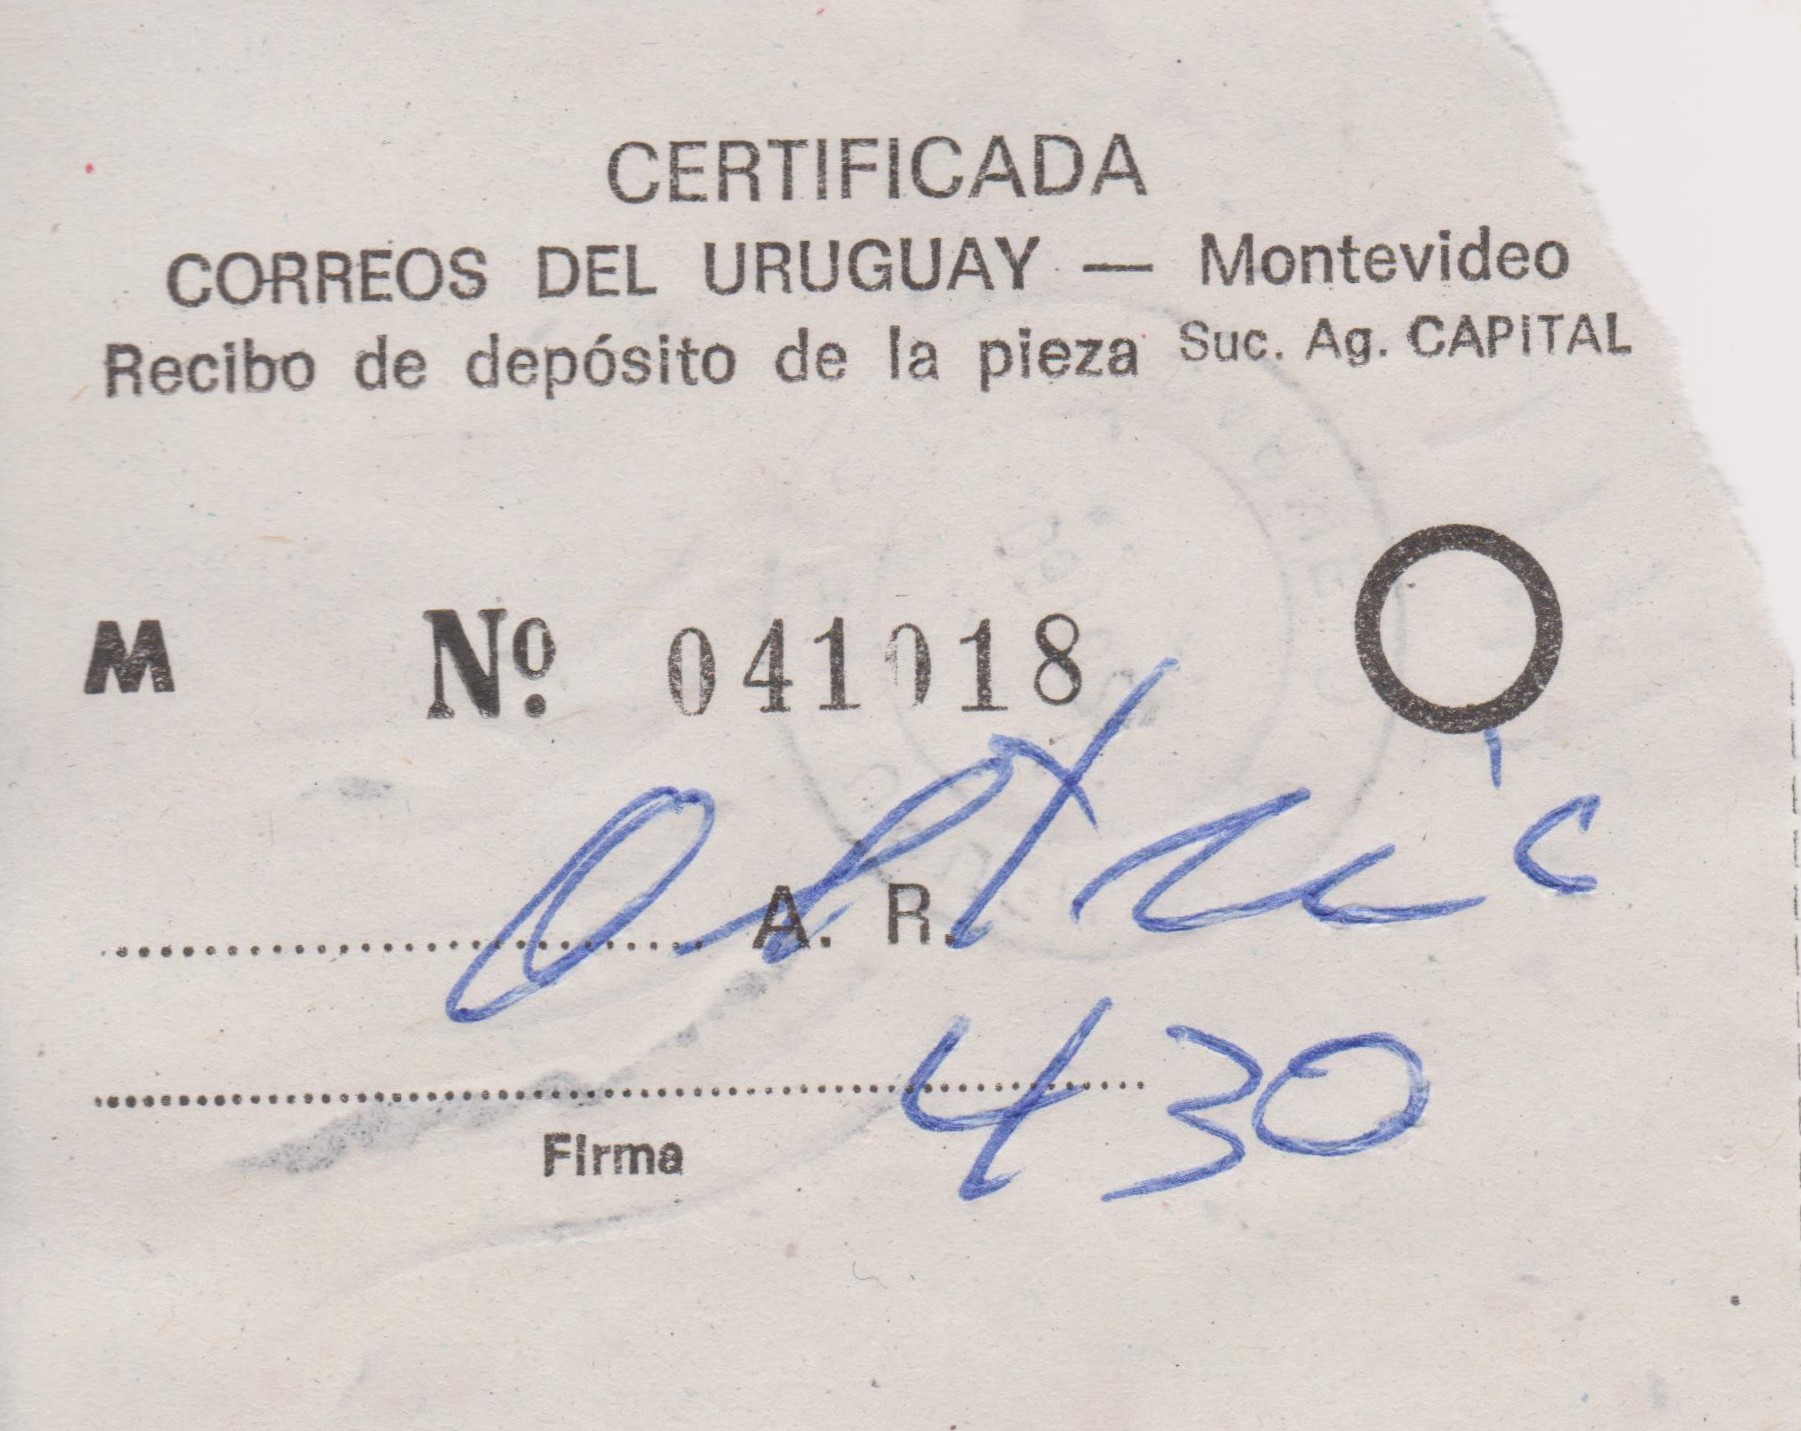 CERTIFICADA
CORREOS DEL URUGUAY — Montevideo
Recibo de depósito de la pieza Suc. Ag. CAPITAL
M Nº 041018
A. R.
430
Firma